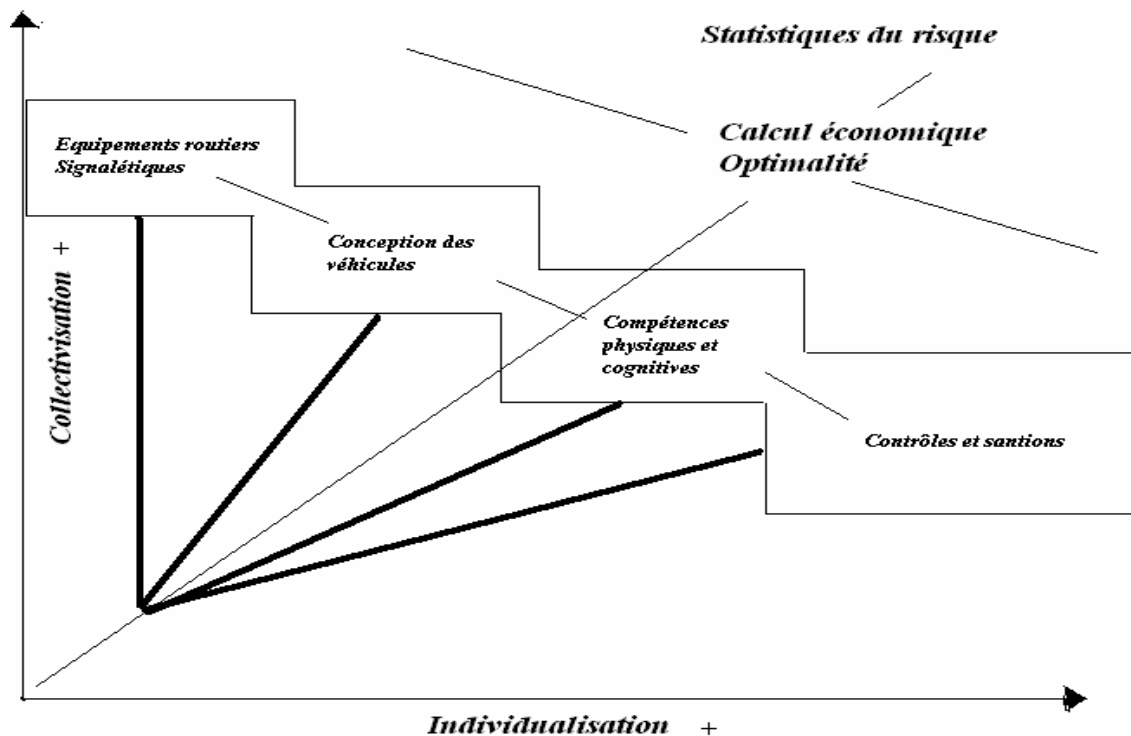 Statistiques du risque
Calcul économique
Optimalité
Equipements routiers
Signalétiques
Conception des
véhicules
Compétences
physiques et
cognitives
Contrôles et santions
Collectivisation +
Individualisation +